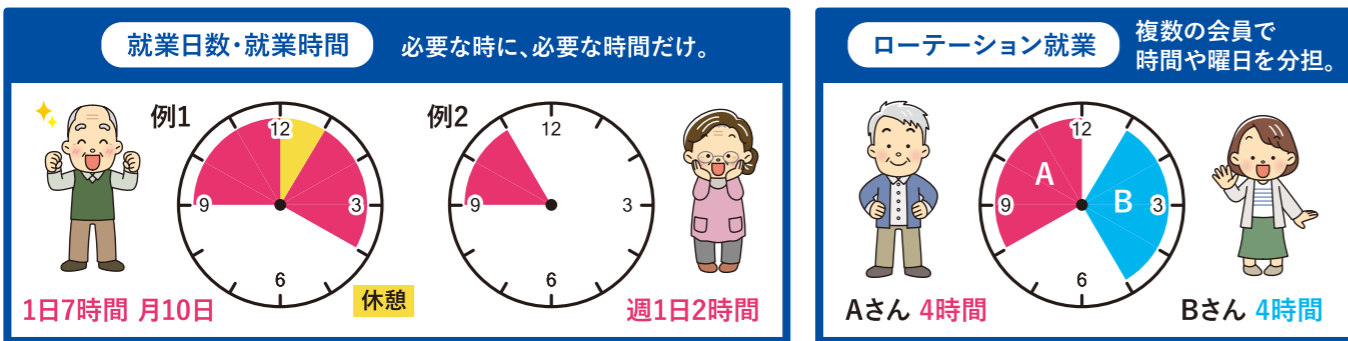 就業日数・就業時間
必要な時に、必要な時間だけ。
例1
12
3
6
9
休憩
1日7時間 月10日
例2
12
3
6
9
週1日2時間
ローテーション就業
複数の会員で
時間や曜日を分担。
12
3
6
9
A
B
Aさん 4時間
Bさん 4時間